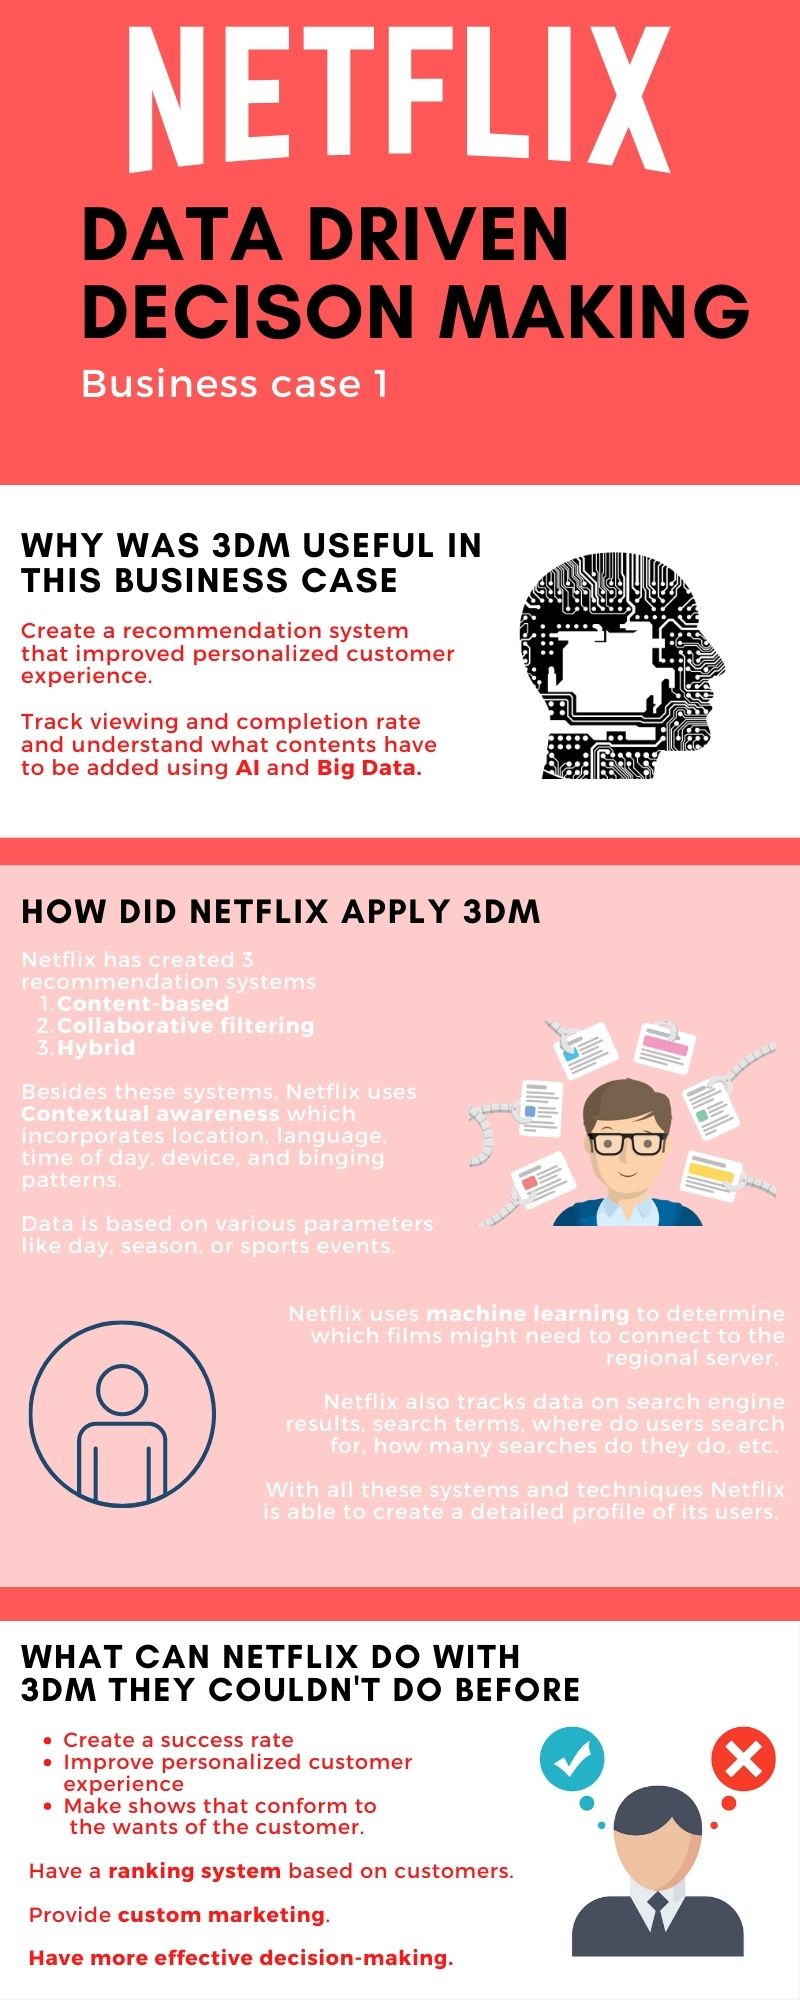 NETFLIX
DATA DRIVEN
DECISON MAKING
Business case 1
WHY WAS 3DM USEFUL IN
THIS BUSINESS CASE
Create a recommendation system
that improved personalized customer
experience.
Track viewing and completion rate
and understand what contents have
to be added using AI and Big Data.
HOW DID NETFLIX APPLY 3DM
Netflix has created 3
recommendation systems
1. Content-based
2. Collaborative filtering
3. Hybrid
Besides these systems, Netflix uses
Contextual awareness which
incorporates location, language,
time of day, device, and binging
patterns.
Data is based on various parameters
like day, season, or sports events.
Netflix uses machine learning to determine
which films might need to connect to the
regional server.
Netflix also tracks data on search engine
results, search terms, where do users search
for, how many searches do they do, etc.
With all these systems and techniques Netflix
is able to create a detailed profile of its users.
WHAT CAN NETFLIX DO WITH
3DM THEY COULDN'T DO BEFORE
• Create a success rate
• Improve personalized customer
experience
• Make shows that conform to
the wants of the customer.
Have a ranking system based on customers.
Provide custom marketing.
Have more effective decision-making.